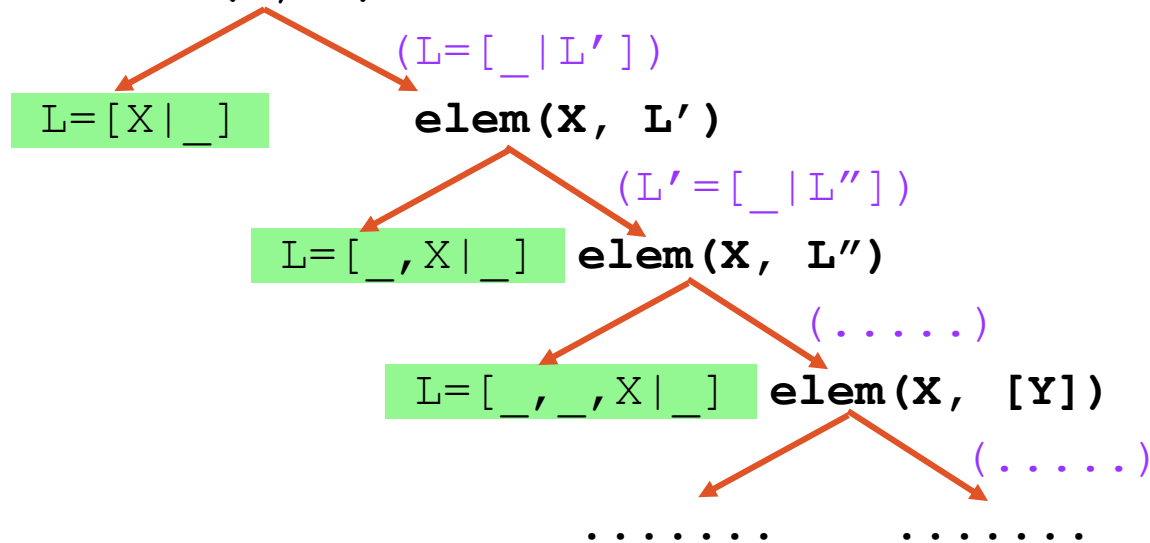 (L=[_|L′])
L=[X|_] elem(X, L′)
(L′=[_|L″])
L=[_,X|_] elem(X, L″)
(.....)
L=[_,_,X|_] elem(X, [Y])
(.....)
....... .......